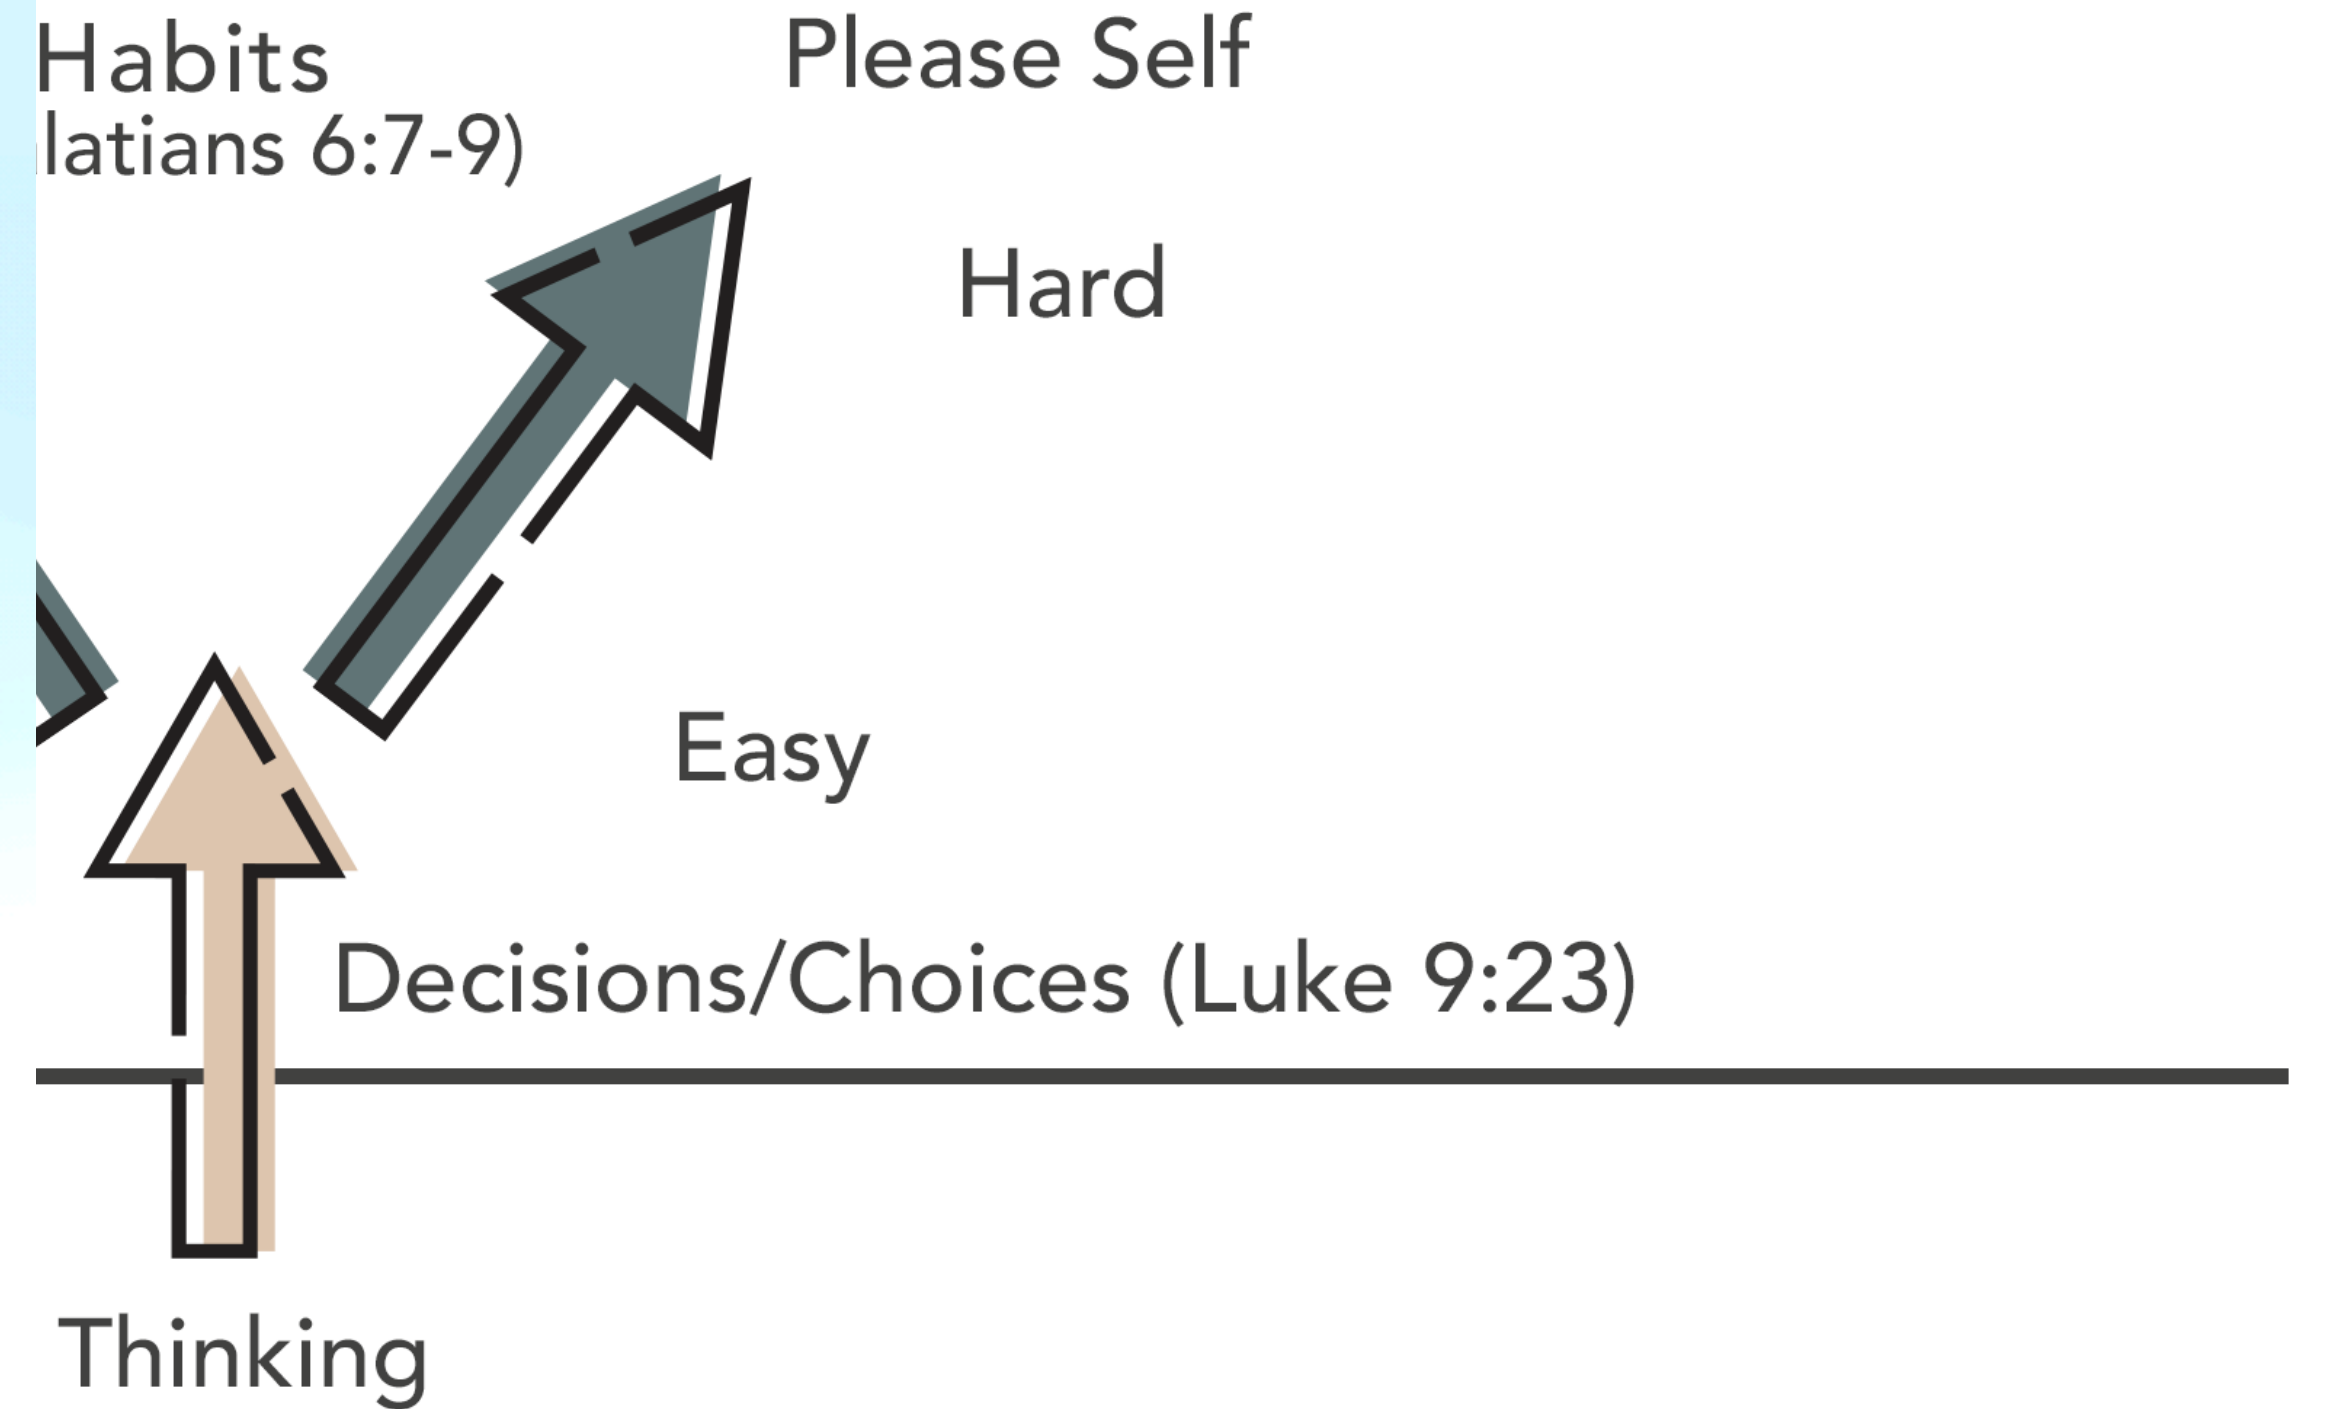 Habits
latians 6:7-9)
Please Self
Hard
Easy
Decisions/Choices (Luke 9:23)
Thinking